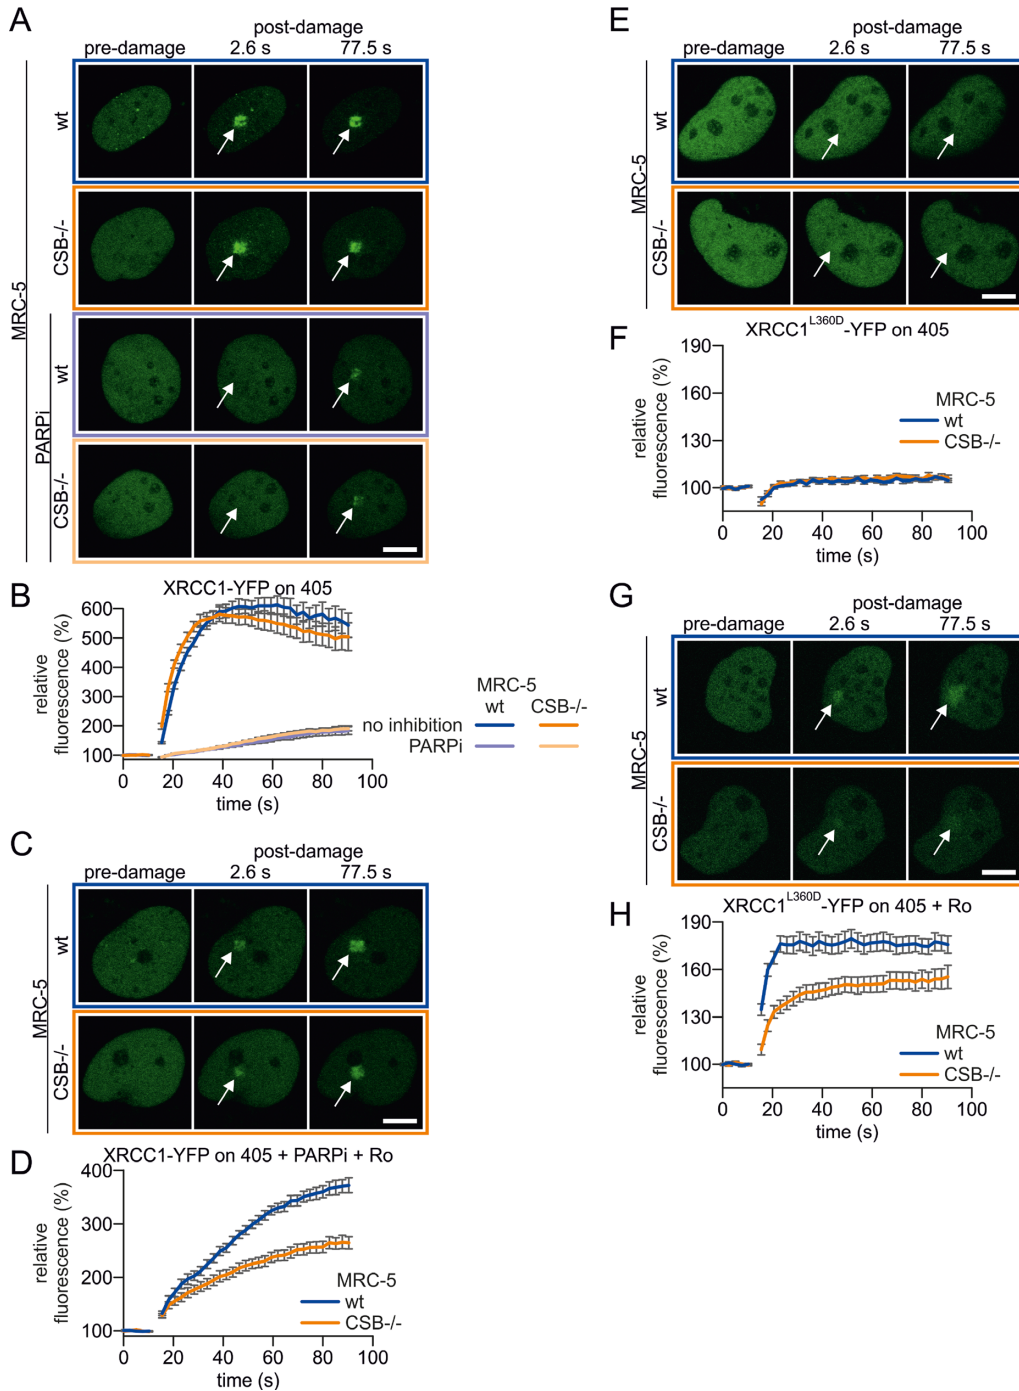 A
post-damage
pre-damage 2.6 s 77.5 s
MRC-5
wt
CSB-/-
PARPi
wt
CSB-/-
B
XRCC1-YFP on 405
relative
fluorescence (%)
600
500
400
300
200
100
0 20 40 60 80 100
time (s)
MRC-5
wt CSB-/-
no inhibition
PARPi
C
post-damage
pre-damage 2.6 s 77.5 s
MRC-5
wt
CSB-/-
D
XRCC1-YFP on 405 + PARPi + Ro
relative
fluorescence (%)
400
300
200
100
MRC-5
wt
CSB-/-
0 20 40 60 80 100
time (s)
E
post-damage
pre-damage 2.6 s 77.5 s
MRC-5
wt
CSB-/-
F
XRCC1L360D-YFP on 405
relative
fluorescence (%)
190
160
130
100
MRC-5
wt
CSB-/-
0 20 40 60 80 100
time (s)
G
post-damage
pre-damage 2.6 s 77.5 s
MRC-5
wt
CSB-/-
H
XRCC1L360D-YFP on 405 + Ro
relative
fluorescence (%)
190
160
130
100
MRC-5
wt
CSB-/-
0 20 40 60 80 100
time (s)